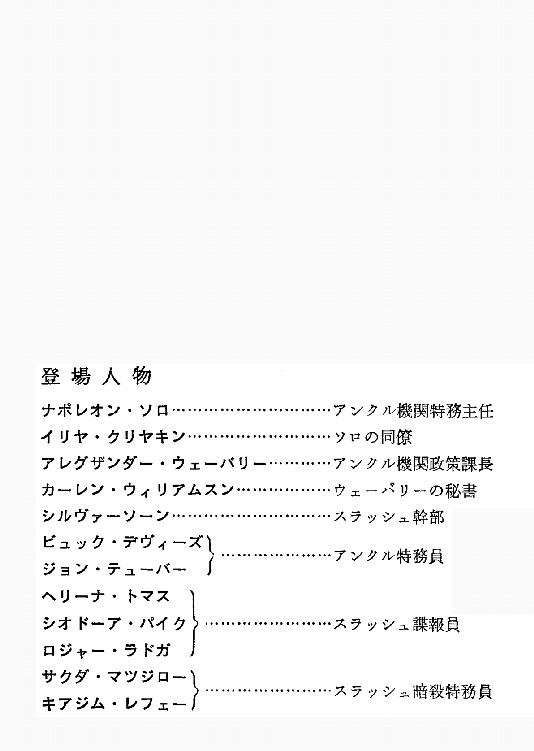 登場人物
ナポレオン・ソロ…………………………アンクル機関特務主任
イリヤ・クリヤキン…………………ソロの同僚
アレグザンダー・ウェーバリー…………アンクル機関政策課長
カーレン・ウィリアムスン………………ウェーバリーの秘書
シルヴァーソーン…………………………スラッシュ幹部
ビュック・デヴィーズ
ジョン・テューバー
}…………………アンクル特務員
ヘリーナ・トマス
シオドーア・パイク
ロジャー・ラドガ
}……………………スラッシュ諜報員
サクダ・マツジロー
キアジム・レフェー
}……………………スラッシュ暗殺特務員